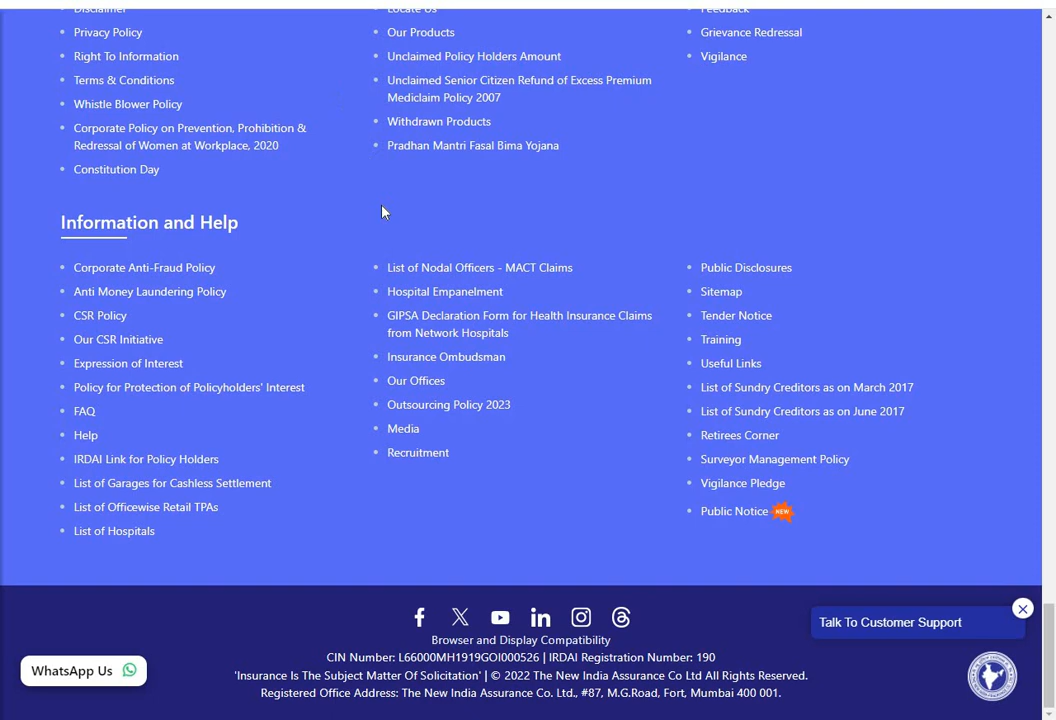 Disclaimer
Locate Us
Feedback
Privacy Policy
Our Products
Grievance Redressal
Right To Information
Unclaimed Policy Holders Amount
Vigilance
Terms & Conditions
Unclaimed Senior Citizen Refund of Excess Premium
Mediclaim Policy 2007
Whistle Blower Policy
Withdrawn Products
Corporate Policy on Prevention, Prohibition &
Redressal of Women at Workplace, 2020
Pradhan Mantri Fasal Bima Yojana
Constitution Day
Information and Help
Corporate Anti-Fraud Policy
Anti Money Laundering Policy
CSR Policy
Our CSR Initiative
Expression of Interest
Policy for Protection of Policyholders' Interest
FAQ
Help
IRDAI Link for Policy Holders
List of Garages for Cashless Settlement
List of Officewise Retail TPAs
List of Hospitals
List of Nodal Officers - MACT Claims
Hospital Empanelment
GIPSA Declaration Form for Health Insurance Claims
from Network Hospitals
Insurance Ombudsman
Our Offices
Outsourcing Policy 2023
Media
Recruitment
Public Disclosures
Sitemap
Tender Notice
Training
Useful Links
List of Sundry Creditors as on March 2017
List of Sundry Creditors as on June 2017
Retirees Corner
Surveyor Management Policy
Vigilance Pledge
Public Notice NEW
Browser and Display Compatibility
CIN Number: L66000MH1919GOI000526 | IRDAI Registration Number: 190
'Insurance Is The Subject Matter Of Solicitation' | © 2022 The New India Assurance Co Ltd All Rights Reserved.
Registered Office Address: The New India Assurance Co. Ltd., #87, M.G.Road, Fort, Mumbai 400 001.
WhatsApp Us
Talk To Customer Support